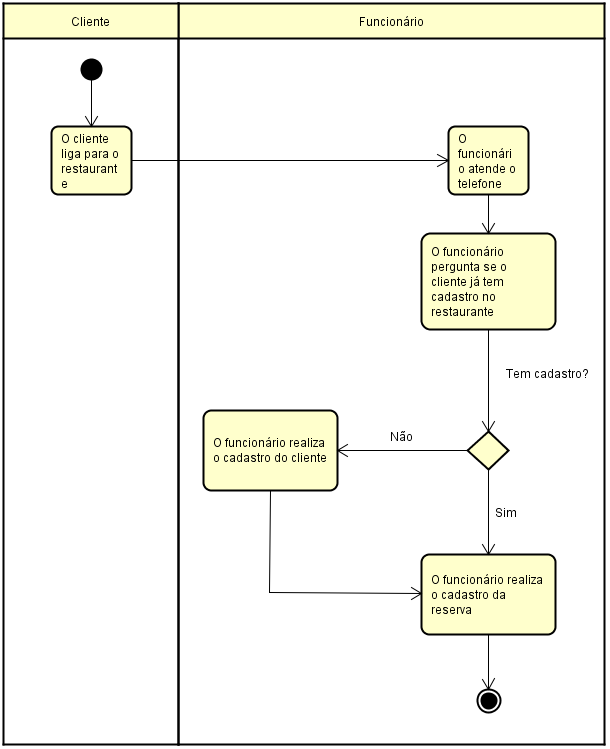 Cliente
Funcionário
O cliente
liga para o
restaurant
e
O
funcionári
o atende o
telefone
O funcionário
pergunta se o
cliente já tem
cadastro no
restaurante
Tem cadastro?
Não
O funcionário realiza
o cadastro do cliente
Sim
O funcionário realiza
o cadastro da
reserva